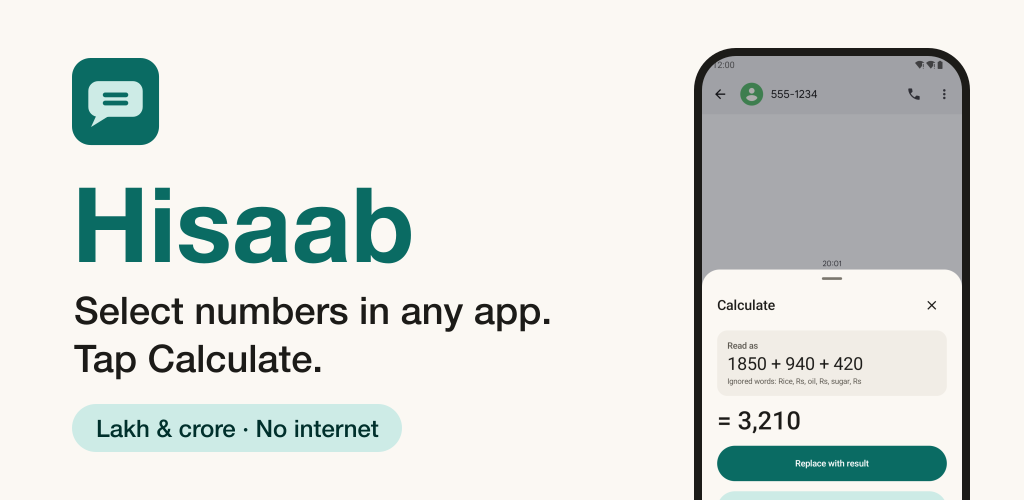 Hisaab
Select numbers in any app.
Tap Calculate.
Lakh & crore · No internet
12:00
555-1234
20:01
Calculate
Read as
1850 + 940 + 420
Ignored words: Rice, Rs, oil, Rs, sugar, Rs
= 3,210
Replace with result